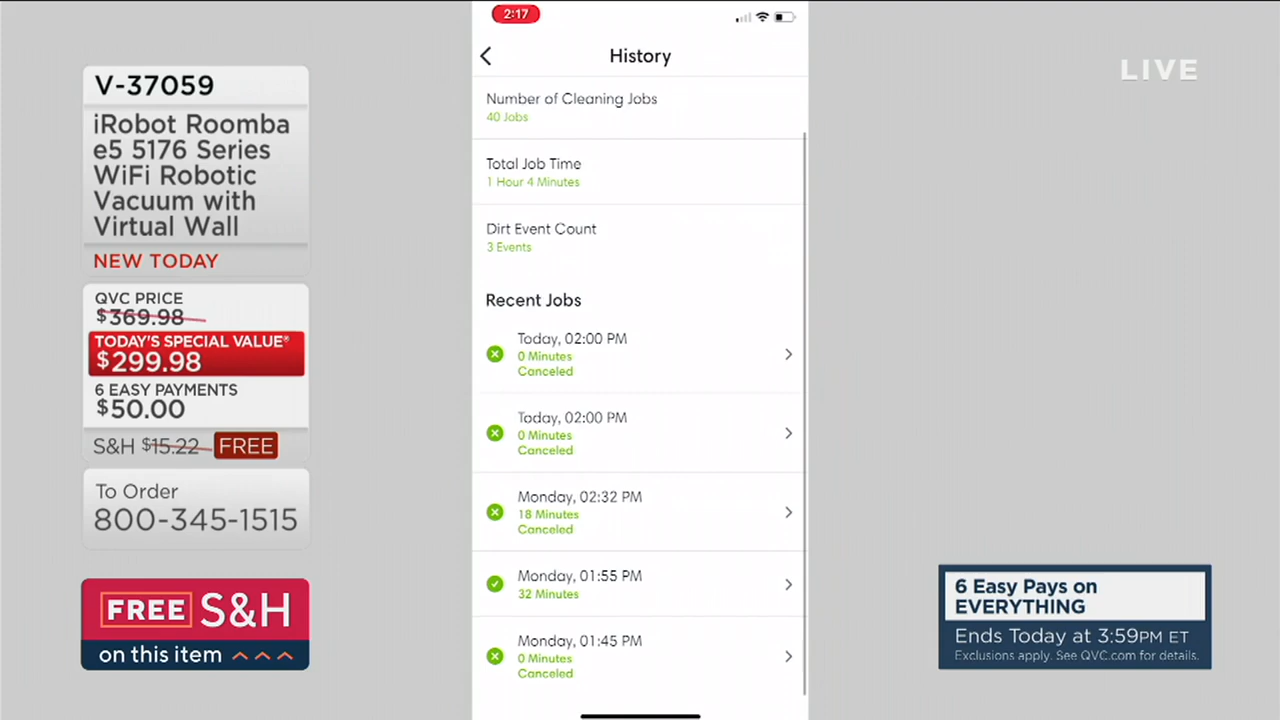 V-37059
iRobot Roomba
e5 5176 Series
WiFi Robotic
Vacuum with
Virtual Wall
NEW TODAY
QVC PRICE
$369.98
TODAY'S SPECIAL VALUE®
$299.98
6 EASY PAYMENTS
$50.00
S&H $15.22 FREE
To Order
800-345-1515
FREE S&H
on this item
2:17
History
Number of Cleaning Jobs
40 Jobs
Total Job Time
1 Hour 4 Minutes
Dirt Event Count
3 Events
Recent Jobs
Today, 02:00 PM
0 Minutes
Canceled
Today, 02:00 PM
0 Minutes
Canceled
Monday, 02:32 PM
18 Minutes
Canceled
Monday, 01:55 PM
32 Minutes
Monday, 01:45 PM
0 Minutes
Canceled
LIVE
6 Easy Pays on
EVERYTHING
Ends Today at 3:59PM ET
Exclusions apply. See QVC.com for details.